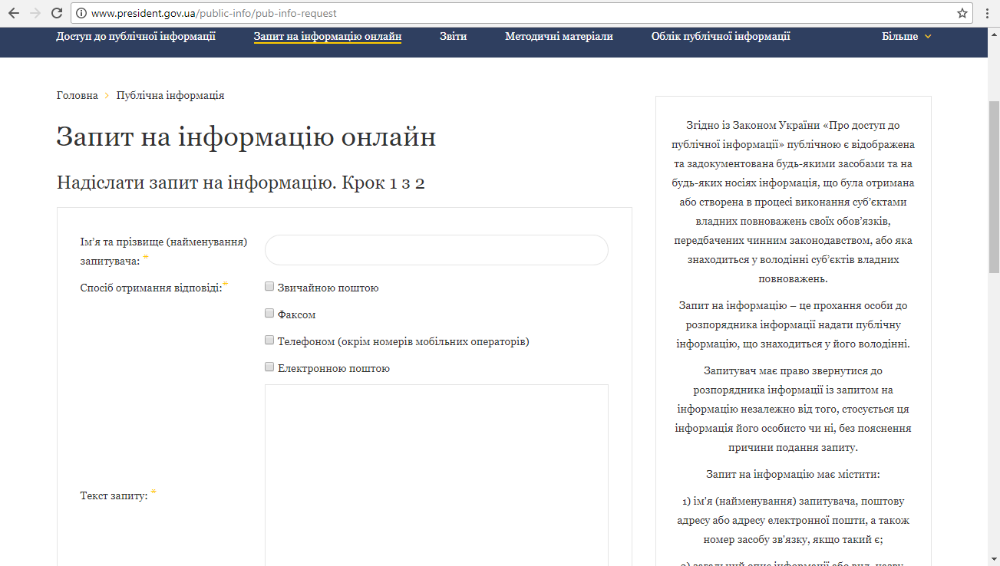 www.president.gov.ua/public-info/pub-info-request
Доступ до публічної інформації Запит на інформацію онлайн Звіти Методичні матеріали Облік публічної інформації Більше
Головна > Публічна інформація
Запит на інформацію онлайн
Надіслати запит на інформацію. Крок 1 з 2
Ім’я та прізвище (найменування)
запитувача: *
Спосіб отримання відповіді:*
Звичайною поштою
Факсом
Телефоном (окрім номерів мобільних операторів)
Електронною поштою
Текст запиту: *
Згідно із Законом України «Про доступ до
публічної інформації» публічною є відображена
та задокументована будь-якими засобами та на
будь-яких носіях інформація, що була отримана
або створена в процесі виконання суб’єктами
владних повноважень своїх обов’язків,
передбачених чинним законодавством, або яка
знаходиться у володінні суб’єктів владних
повноважень.
Запит на інформацію – це прохання особи до
розпорядника інформації надати публічну
інформацію, що знаходиться у його володінні.
Запитувач має право звернутися до
розпорядника інформації із запитом на
інформацію незалежно від того, стосується ця
інформація його особисто чи ні, без пояснення
причини подання запиту.
Запит на інформацію має містити:
1) ім'я (найменування) запитувача, поштову
адресу або адресу електронної пошти, а також
номер засобу зв'язку, якщо такий є;
2) загальний опис інформації або вид, назву,